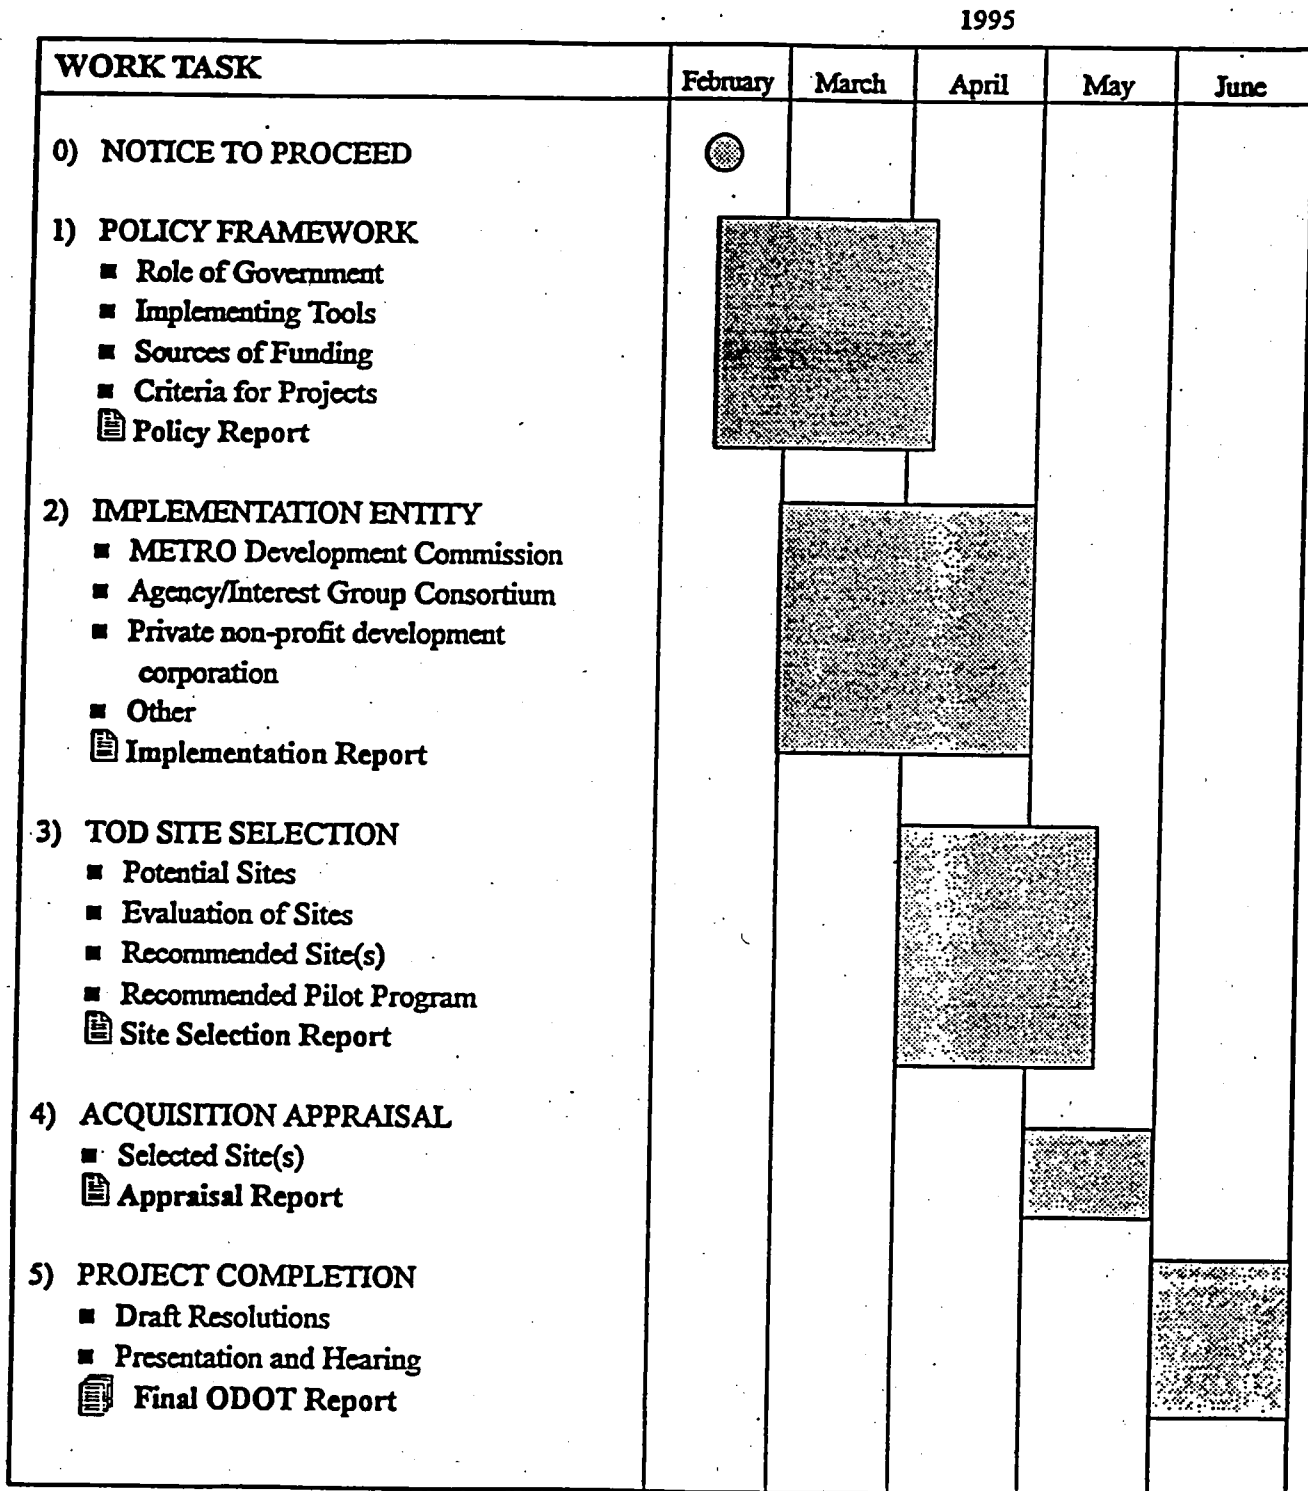 1995
WORK TASK
February March April May June
0) NOTICE TO PROCEED
1) POLICY FRAMEWORK
■ Role of Government
■ Implementing Tools
■ Sources of Funding
■ Criteria for Projects
Policy Report
2) IMPLEMENTATION ENTITY
■ METRO Development Commission
■ Agency/Interest Group Consortium
■ Private non-profit development
corporation
■ Other
Implementation Report
3) TOD SITE SELECTION
■ Potential Sites
■ Evaluation of Sites
■ Recommended Site(s)
■ Recommended Pilot Program
Site Selection Report
4) ACQUISITION APPRAISAL
■ Selected Site(s)
Appraisal Report
5) PROJECT COMPLETION
■ Draft Resolutions
■ Presentation and Hearing
Final ODOT Report